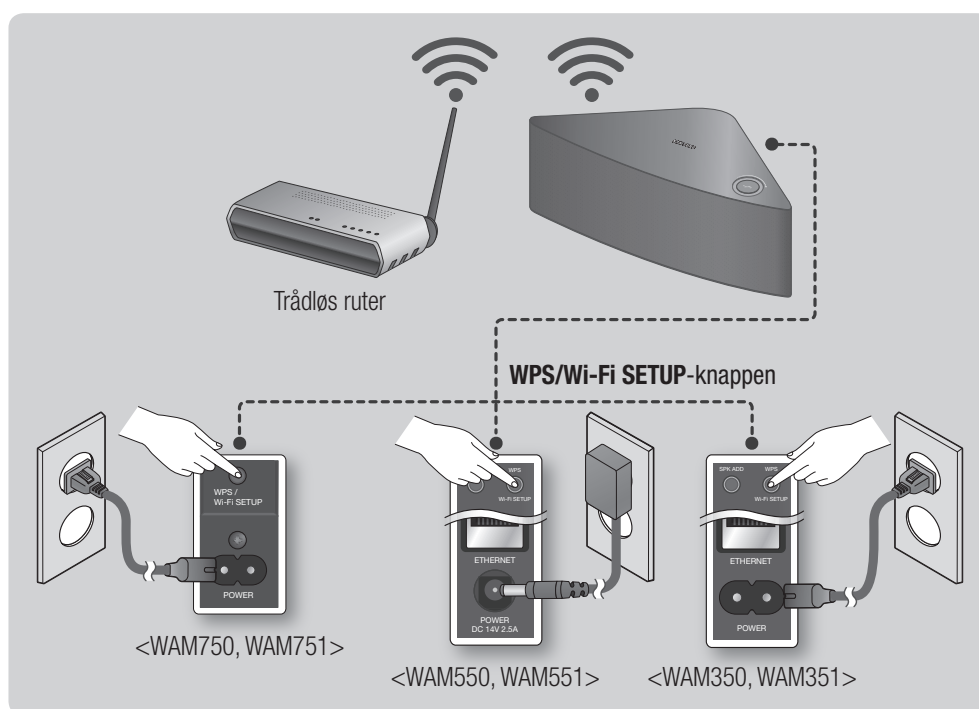 Trådløs ruter
WPS/Wi-Fi SETUP-knappen
WPS /
Wi-Fi SETUP
POWER
<WAM750, WAM751>
WPS
Wi-Fi SETUP
ETHERNET
POWER
DC 14V 2.5A
<WAM550, WAM551>
SPK ADD
WPS
Wi-Fi SETUP
ETHERNET
POWER
<WAM350, WAM351>